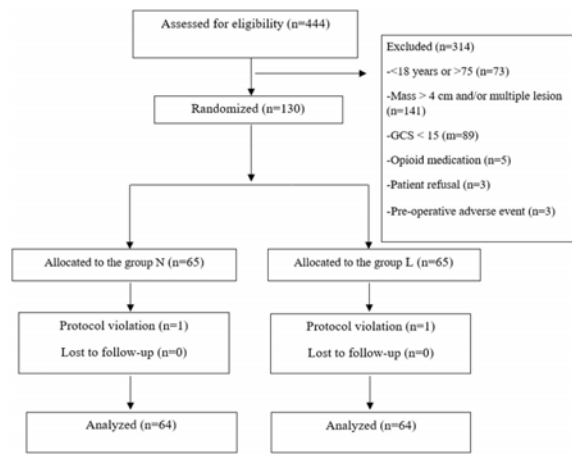 Assessed for eligibility (n=444)
Excluded (n=314)
-<18 years or >75 (n=73)
-Mass > 4 cm and/or multiple lesion
(n=141)
-GCS < 15 (m=89)
-Opioid medication (n=5)
-Patient refusal (n=3)
-Pre-operative adverse event (n=3)
Randomized (n=130)
Allocated to the group N (n=65)
Allocated to the group L (n=65)
Protocol violation (n=1)
Lost to follow-up (n=0)
Protocol violation (n=1)
Lost to follow-up (n=0)
Analyzed (n=64)
Analyzed (n=64)